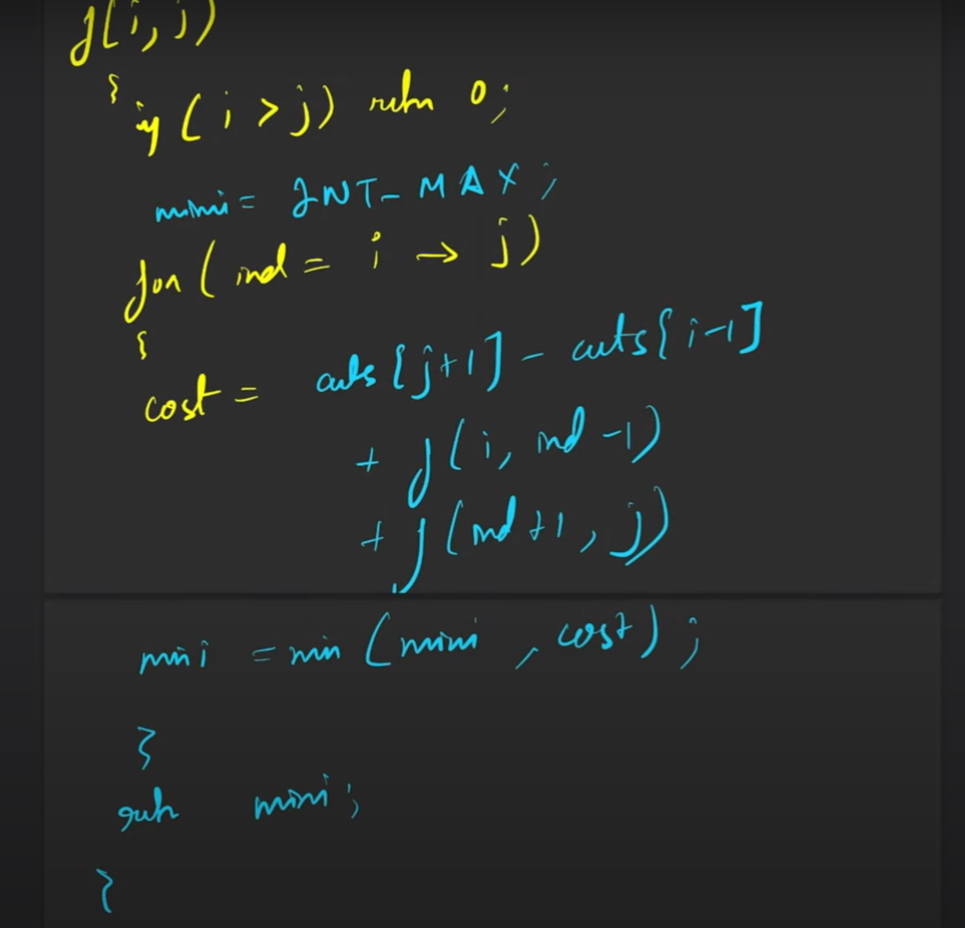 f(i, j)
{
if (i > j) return 0;
mini = INT_MAX;
for (ind = i → j)
{
cost = cuts[j+1] - cuts[i-1]
+ f(i, ind -1)
+ f(ind +1, j)
mini = min (mini , cost) ;
}
return mini ;
}